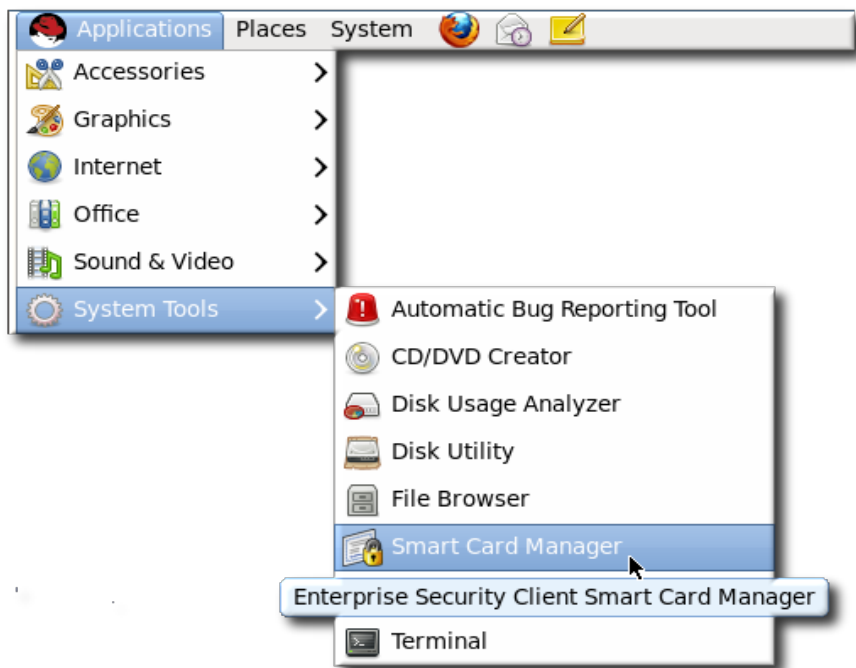 Applications Places System
Accessories
Graphics
Internet
Office
Sound & Video
System Tools
Automatic Bug Reporting Tool
CD/DVD Creator
Disk Usage Analyzer
Disk Utility
File Browser
Smart Card Manager
Enterprise Security Client Smart Card Manager
Terminal